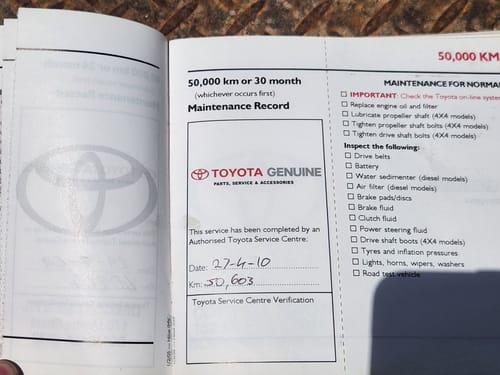 50,000 km or 30 month
(whichever occurs first)
Maintenance Record
TOYOTA GENUINE
PARTS, SERVICE & ACCESSORIES
This service has been completed by an
Authorised Toyota Service Centre:
Date: 27-4-10
Km: 50,603
Toyota Service Centre Verification
50,000 KM
MAINTENANCE FOR NORMA
IMPORTANT: Check the Toyota on-line system
Replace engine oil and filter
Lubricate propeller shaft (4X4 models)
Tighten propeller shaft bolts (4X4 models)
Tighten drive shaft bolts (4X4 models)
Inspect the following:
Drive belts
Battery
Water sedimenter (diesel models)
Air filter (diesel models)
Brake pads/discs
Brake fluid
Clutch fluid
Power steering fluid
Drive shaft boots (4X4 models)
Tyres and inflation pressures
Lights, horns, wipers, washers
Road test vehicle